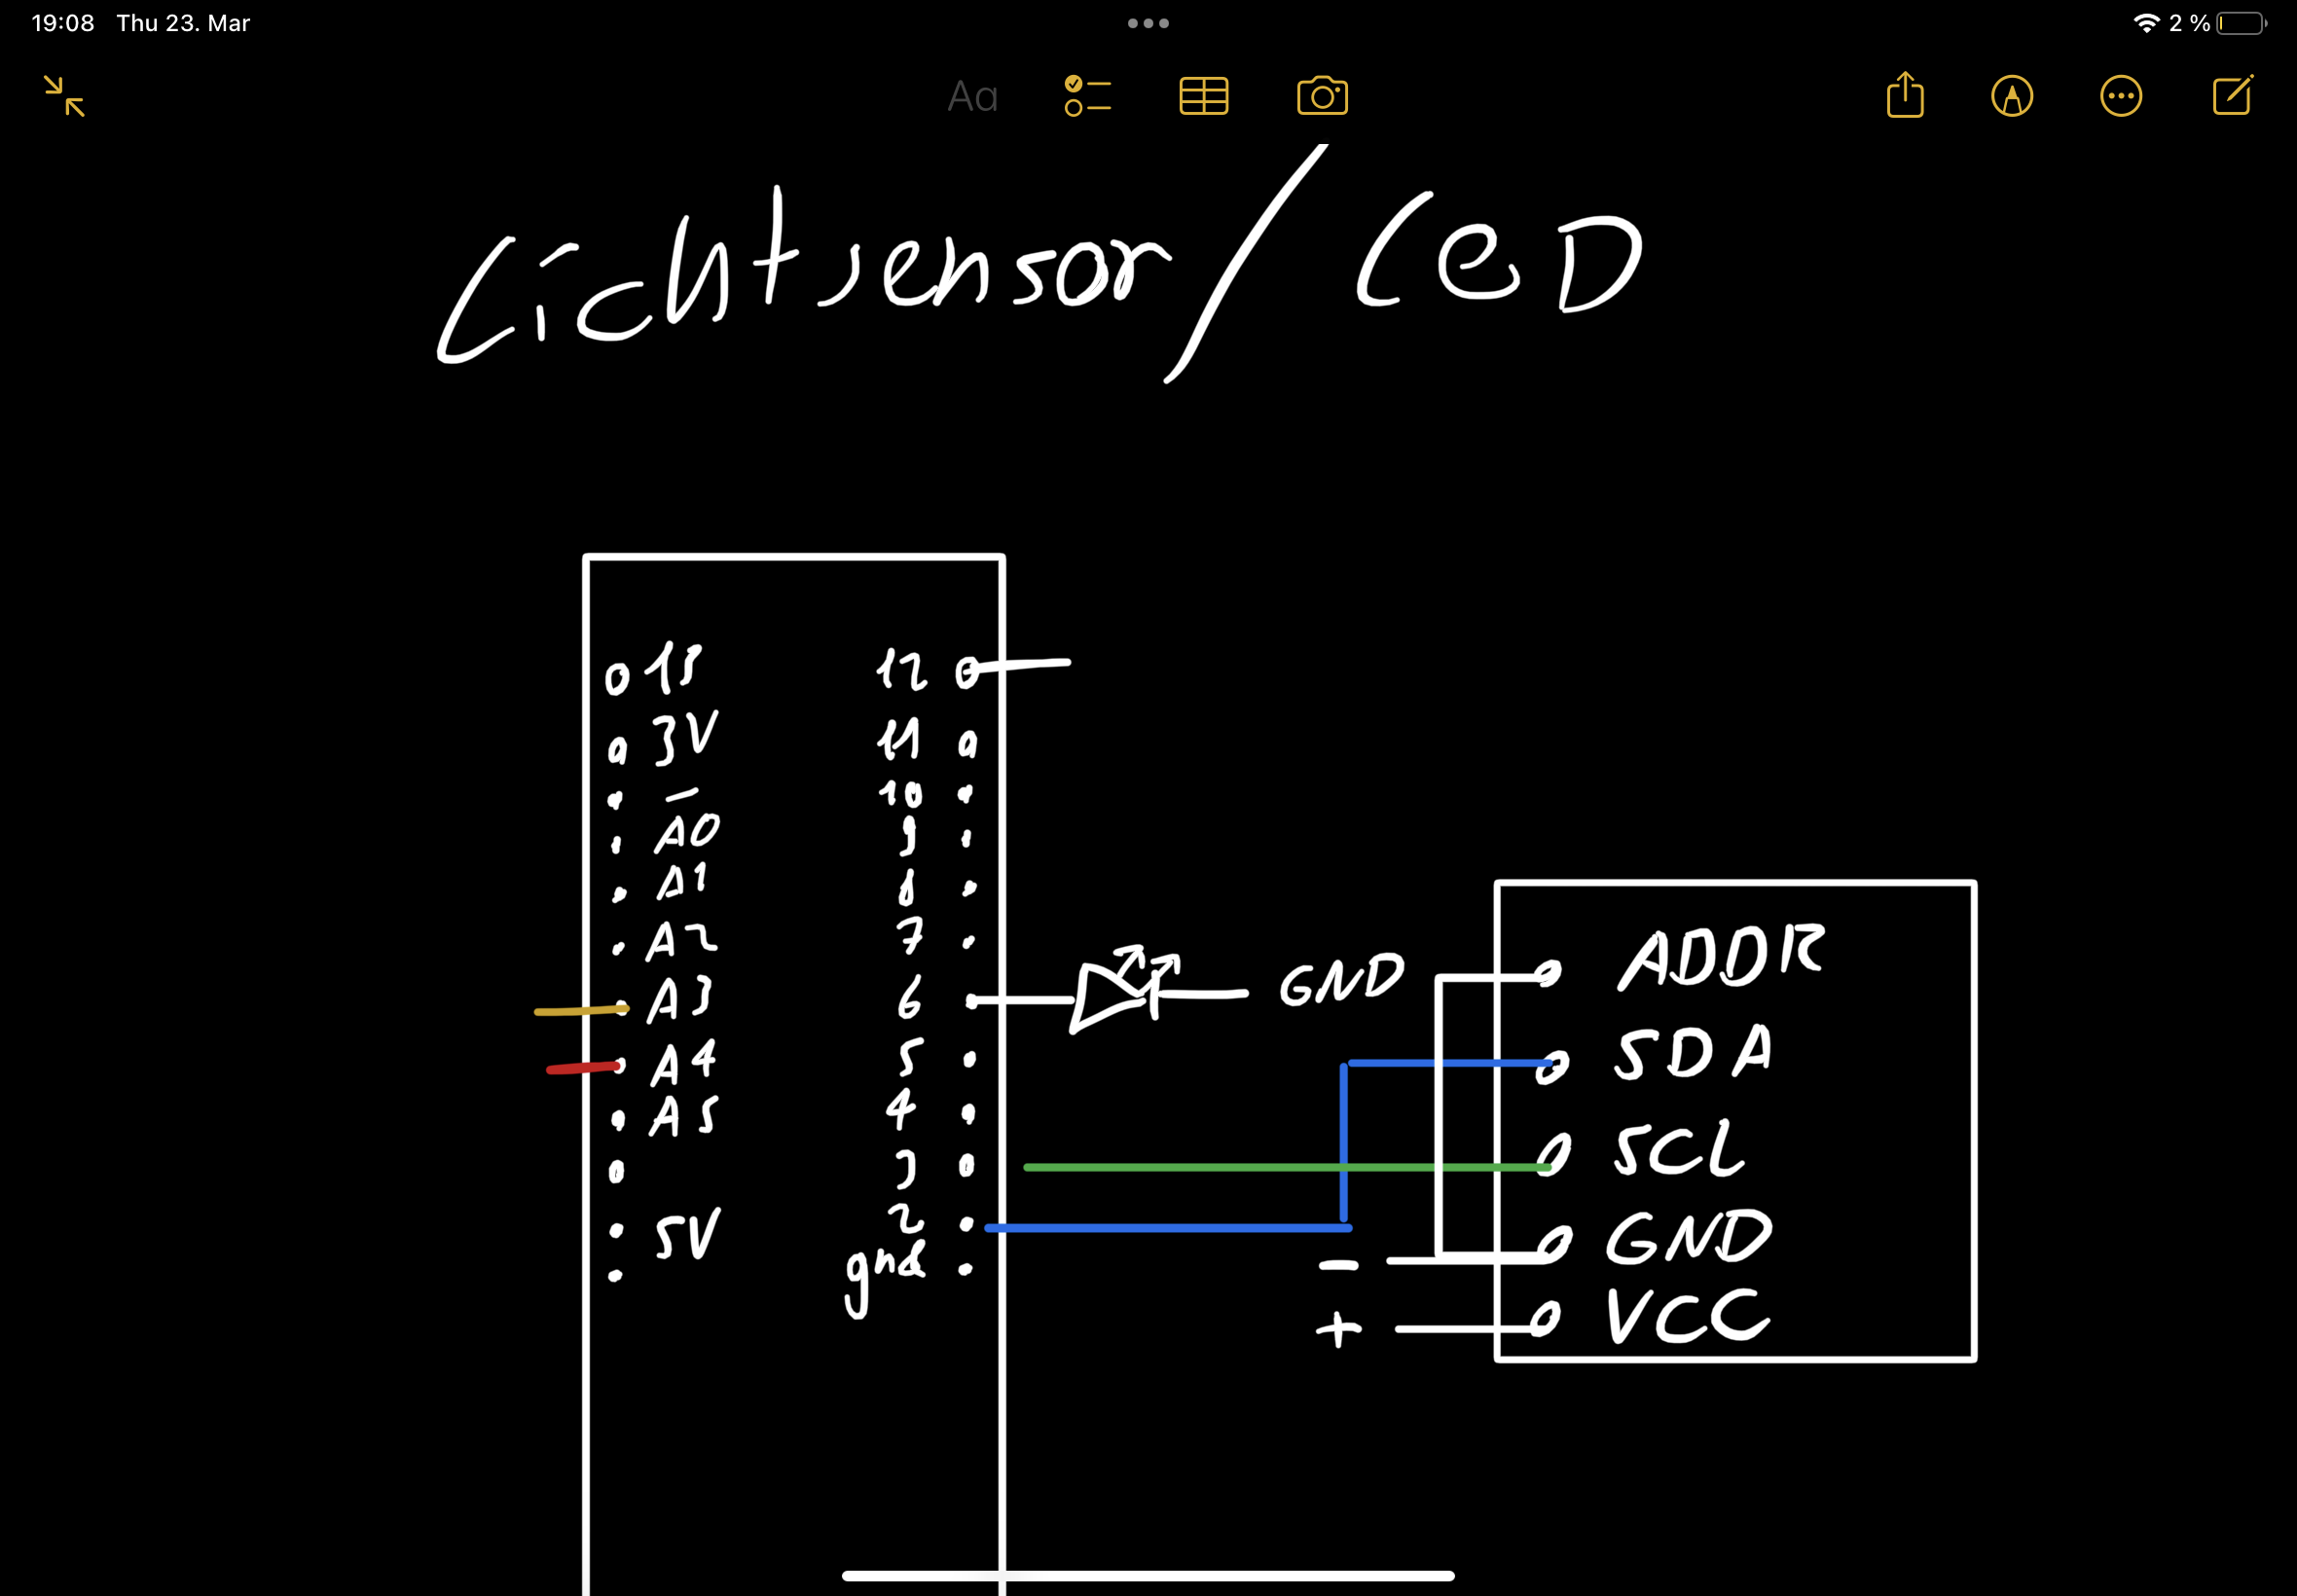 19:08 Thu 23. Mar 2 %
Aa
Lichtsensor/LeD
13 12
3V 11
- 10
A0 9
A1 8
A2 7
A3 6 GND
A4 5
A5 4
3
5V 2
gnd
ADDR
SDA
SCL
- GND
+ VCC